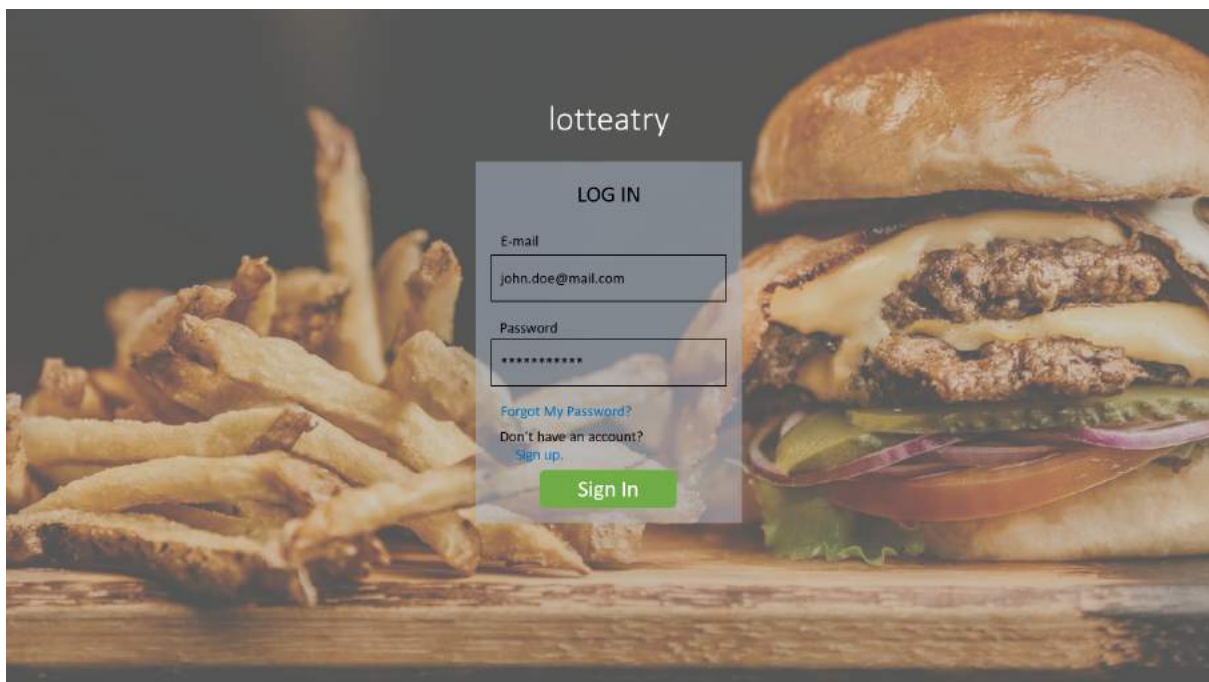 lotteatry
LOG IN
E-mail
john.doe@mail.com
Password
***********
Forgot My Password?
Don't have an account?
Sign up.
Sign In